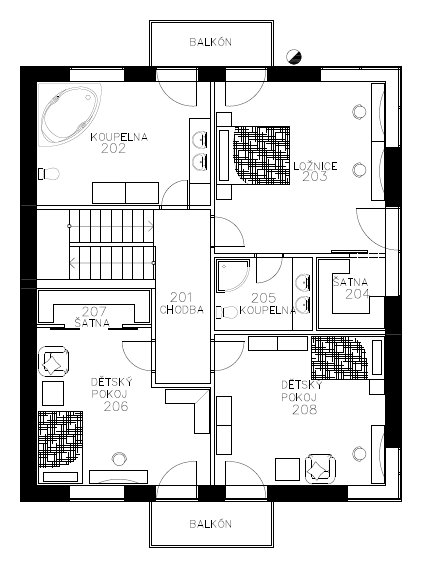 BALKÓN
KOUPELNA
202
LOŽNICE
203
ŠATNA
204
201
CHODBA
205
KOUPELNA
207
ŠATNA
DĚTSKÝ
POKOJ
206
DĚTSKÝ
POKOJ
208
BALKÓN